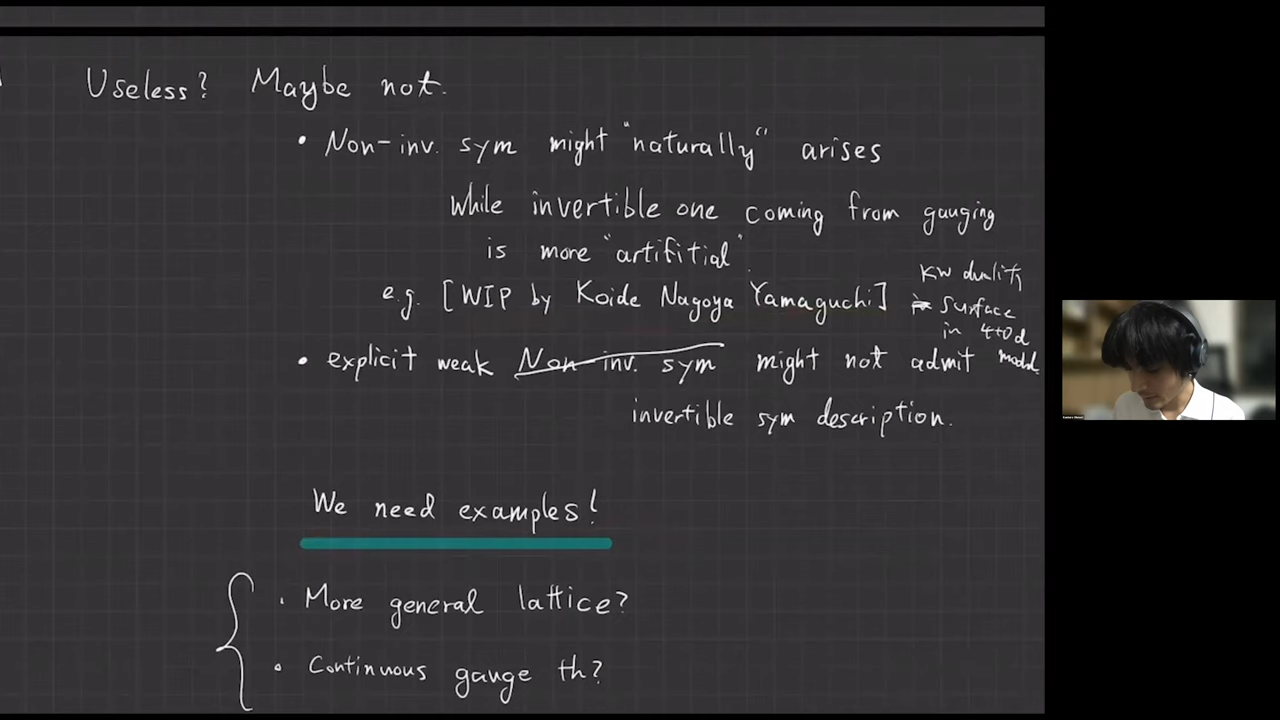 Useless? Maybe not.
• Non-inv. sym might "naturally" arises
while invertible one coming from gauging
is more "artifitial".
e.g. [WIP by Koide Nagoya Yamaguchi]
KW duality
surface
in 4+0d
model
• explicit weak Non-inv. sym might not admit
invertible sym description.
We need examples!
• More general lattice?
• Continuous gauge th?